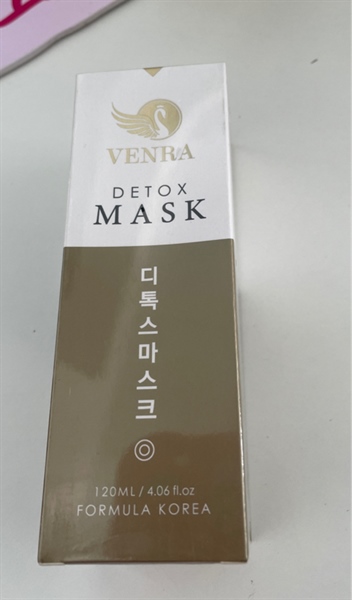 VENRA
DETOX
MASK
디톡스마스크
120ML / 4.06 fl.oz
FORMULA KOREA